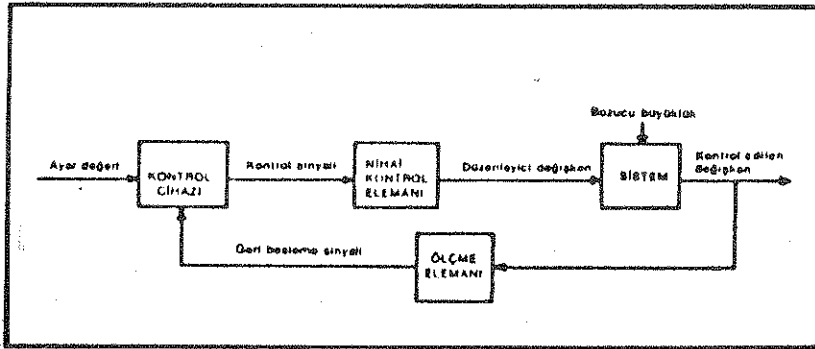 Bozucu büyüklük
Ayar değeri
KONTROL
CİHAZI
Kontrol sinyali
NİHAİ
KONTROL
ELEMANI
Düzenleyici değişken
SİSTEM
Kontrol edilen
değişken
Geri besleme sinyali
ÖLÇME
ELEMANI